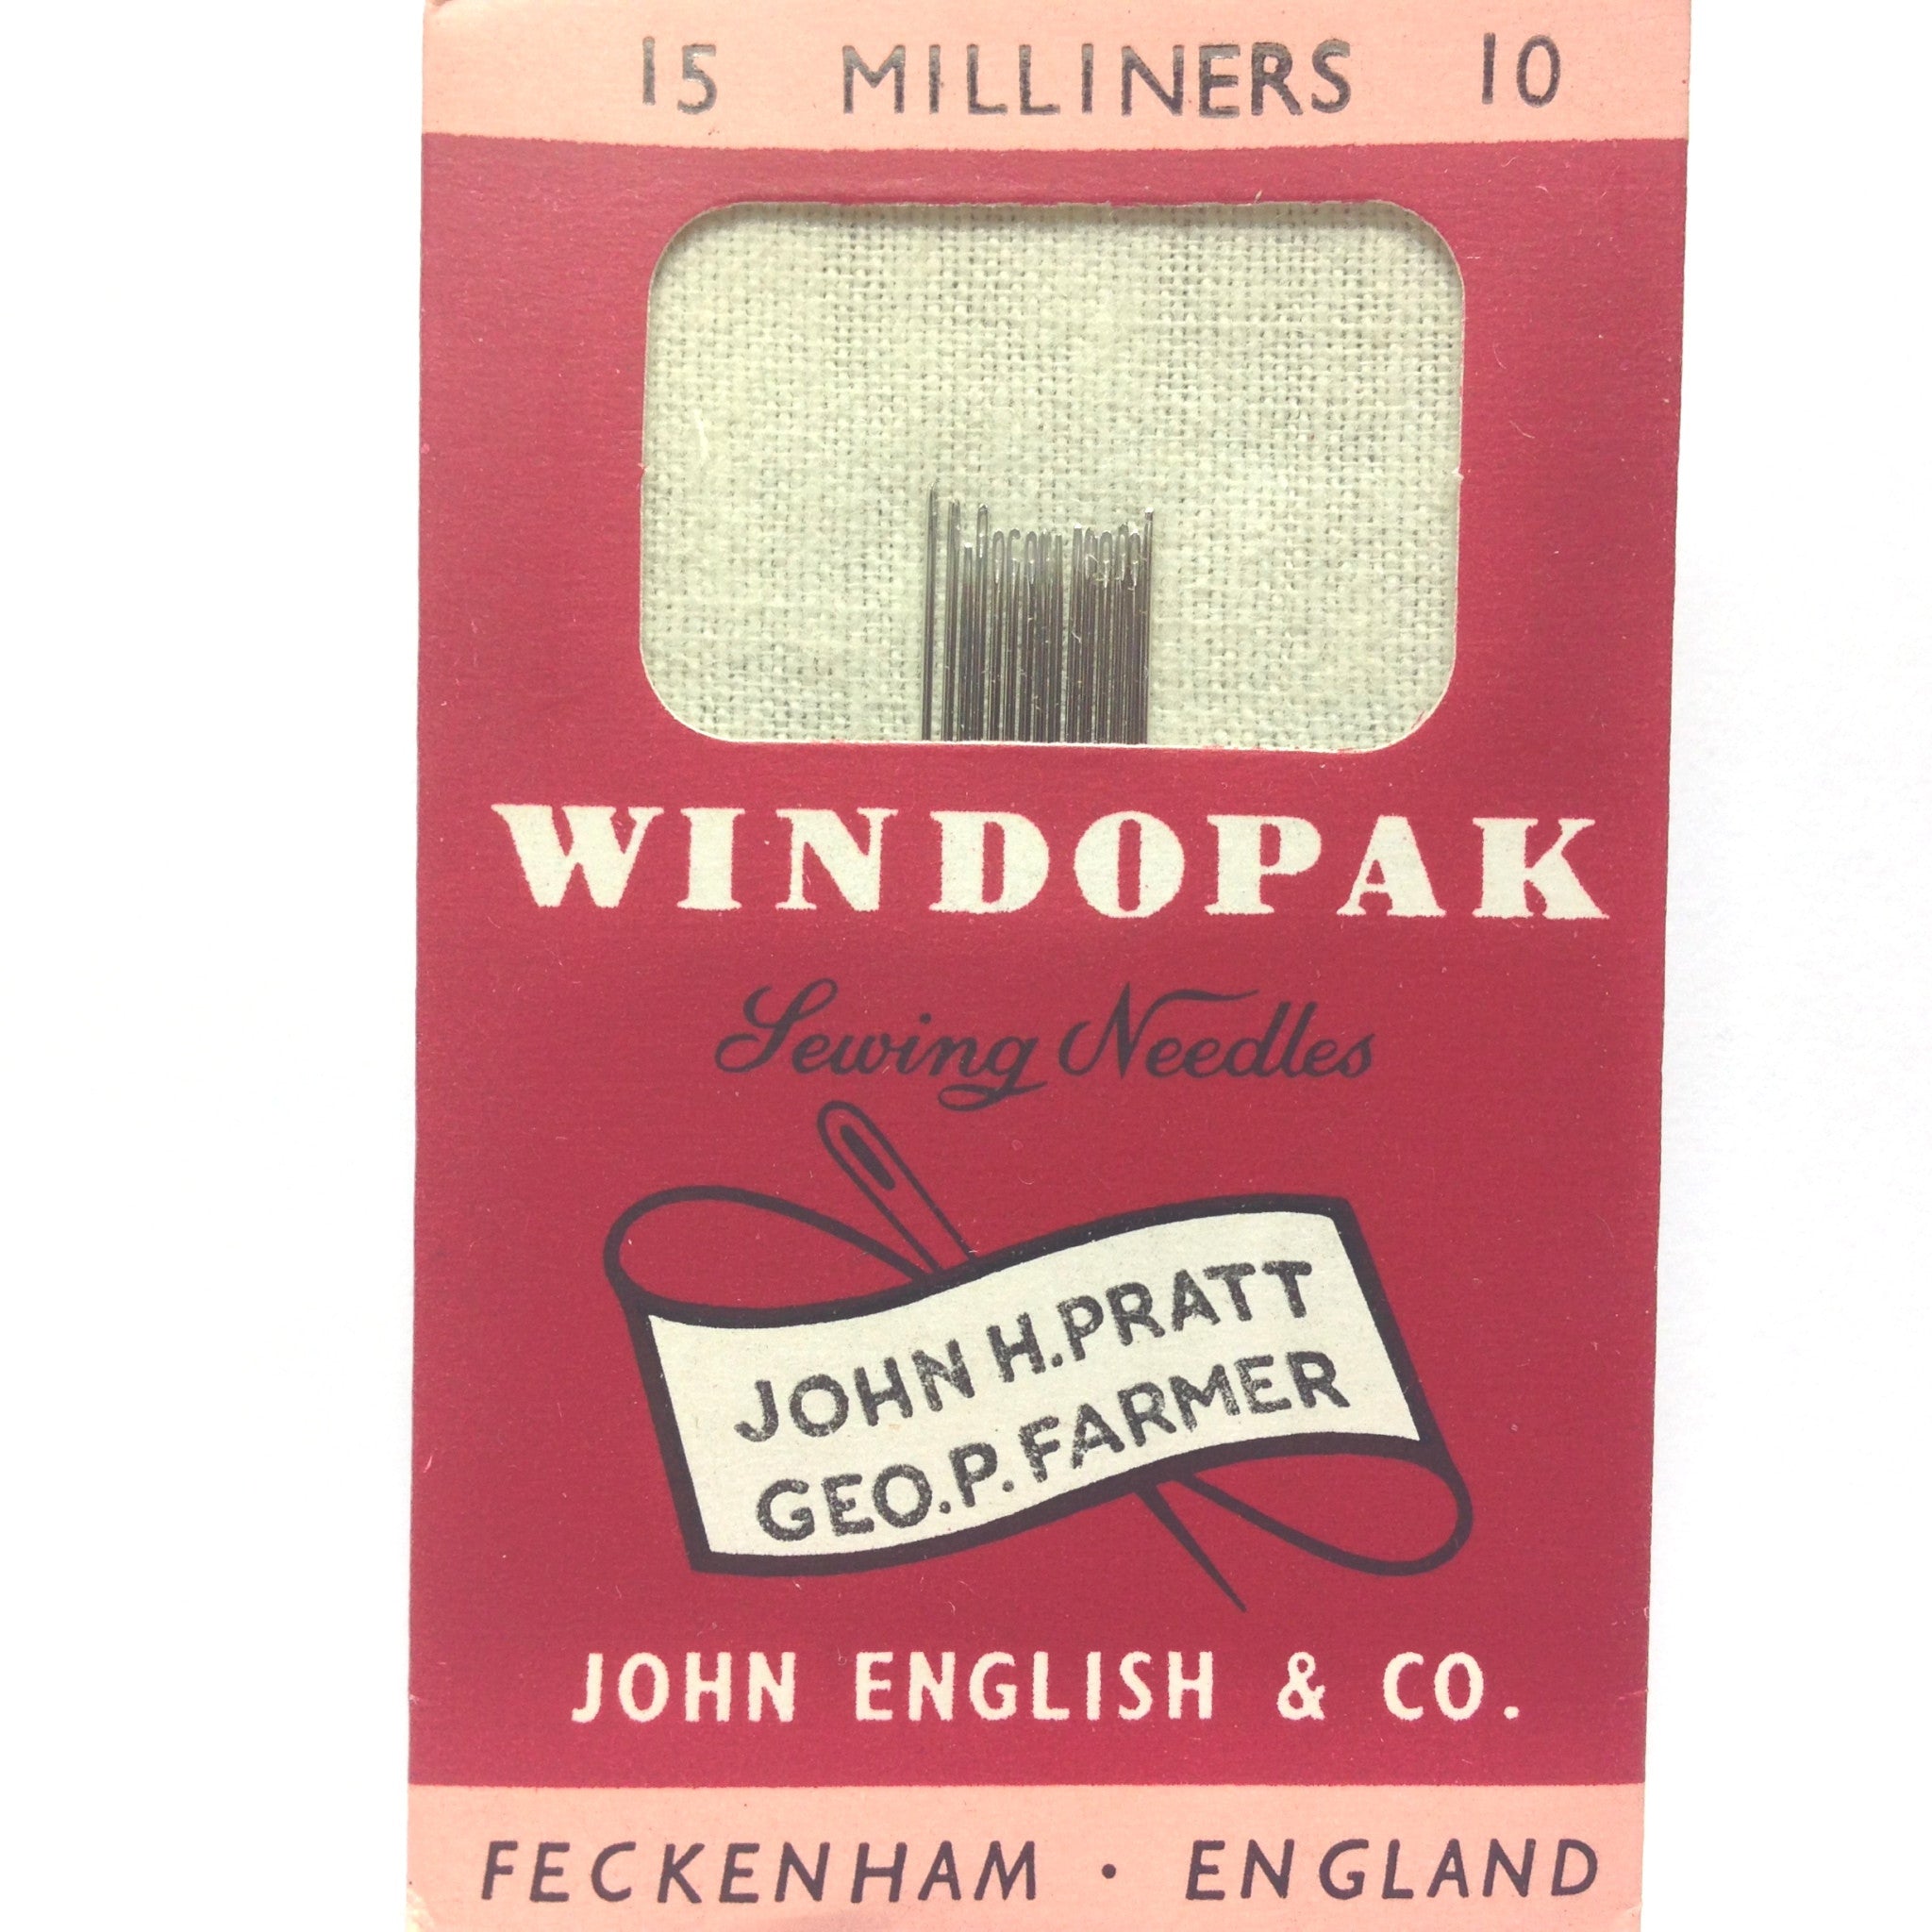 15 MILLINERS 10
WINDOPAK
Sewing Needles
JOHN H. PRATT
GEO. P. FARMER
JOHN ENGLISH & CO.
FECKENHAM · ENGLAND